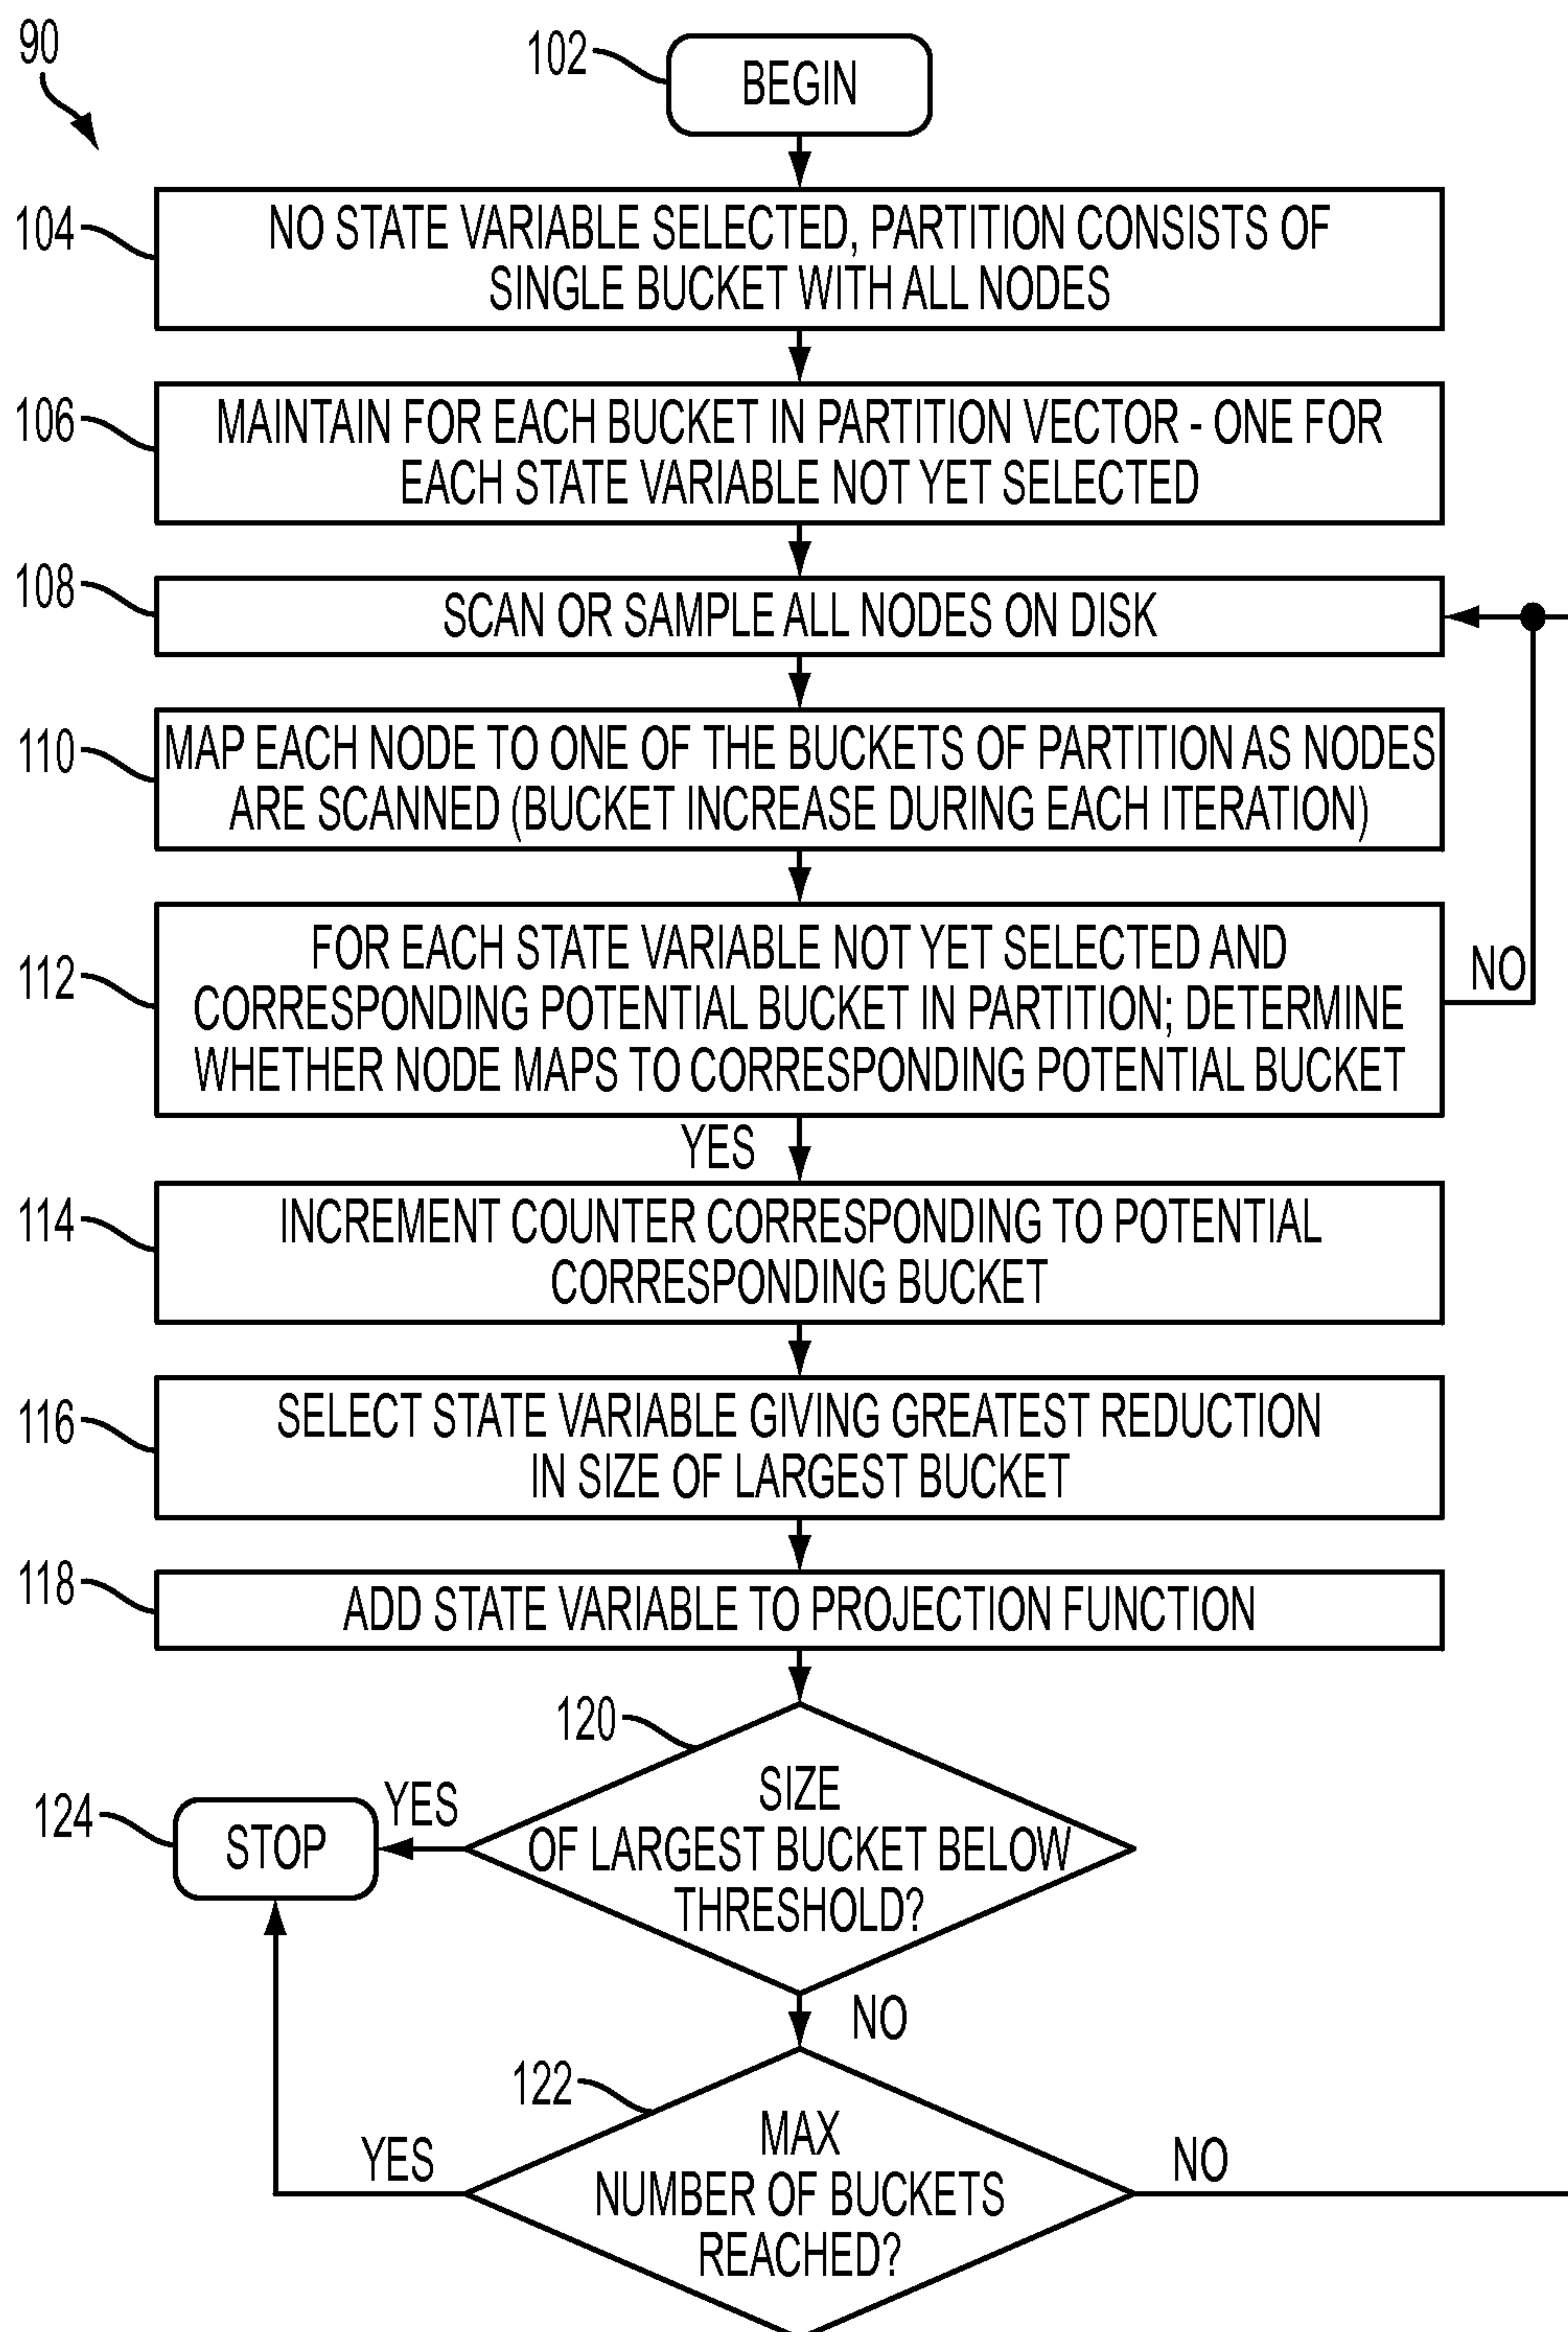 90
102
BEGIN
104
NO STATE VARIABLE SELECTED, PARTITION CONSISTS OF
SINGLE BUCKET WITH ALL NODES
106
MAINTAIN FOR EACH BUCKET IN PARTITION VECTOR - ONE FOR
EACH STATE VARIABLE NOT YET SELECTED
108
SCAN OR SAMPLE ALL NODES ON DISK
110
MAP EACH NODE TO ONE OF THE BUCKETS OF PARTITION AS NODES
ARE SCANNED (BUCKET INCREASE DURING EACH ITERATION)
112
FOR EACH STATE VARIABLE NOT YET SELECTED AND
CORRESPONDING POTENTIAL BUCKET IN PARTITION; DETERMINE
WHETHER NODE MAPS TO CORRESPONDING POTENTIAL BUCKET
NO
YES
114
INCREMENT COUNTER CORRESPONDING TO POTENTIAL
CORRESPONDING BUCKET
116
SELECT STATE VARIABLE GIVING GREATEST REDUCTION
IN SIZE OF LARGEST BUCKET
118
ADD STATE VARIABLE TO PROJECTION FUNCTION
120
SIZE
OF LARGEST BUCKET BELOW
THRESHOLD?
YES
124
STOP
NO
122
MAX
NUMBER OF BUCKETS
REACHED?
YES
NO